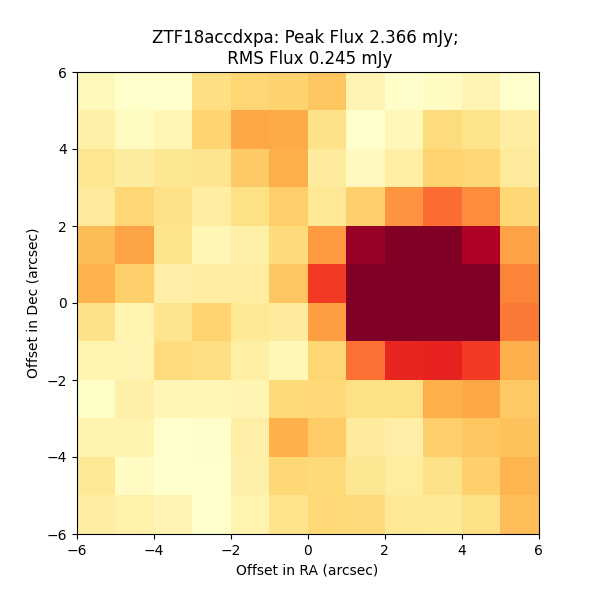 ZTF18accdxpa: Peak Flux 2.366 mJy;
RMS Flux 0.245 mJy
6
4
2
0
−2
−4
−6
Offset in Dec (arcsec)
−6 −4 −2 0 2 4 6
Offset in RA (arcsec)